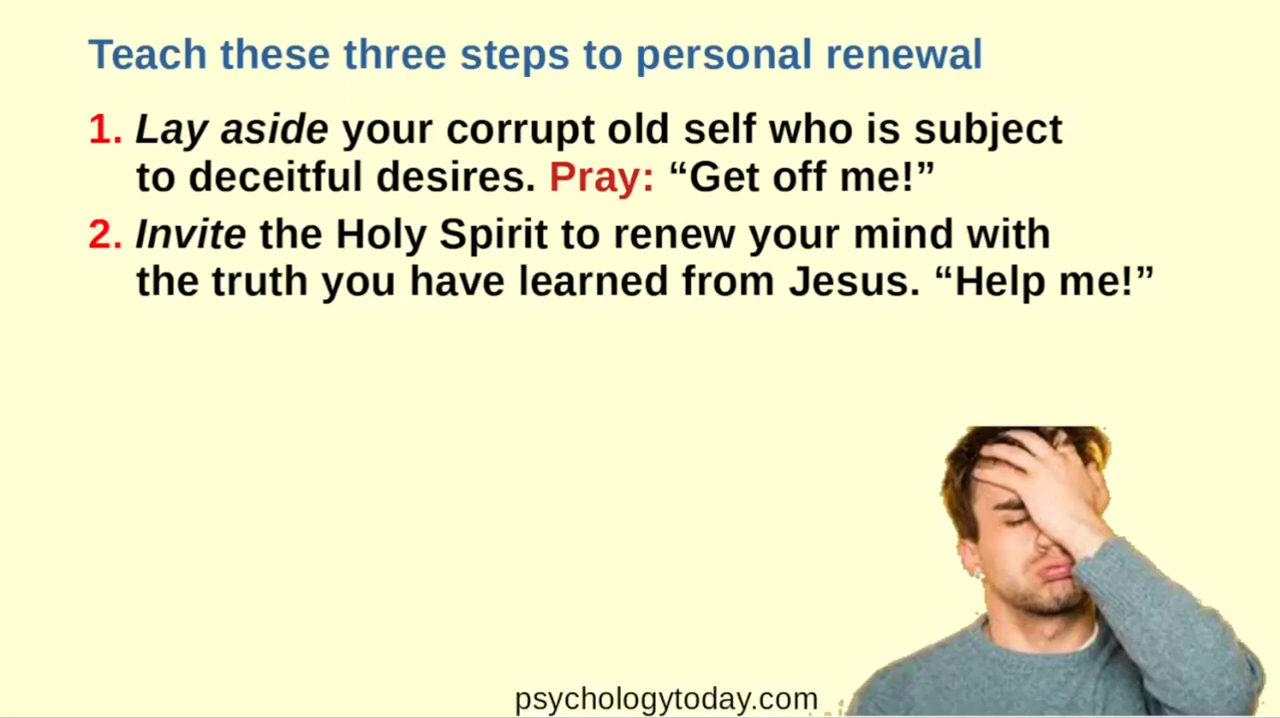 Teach these three steps to personal renewal
1. Lay aside your corrupt old self who is subject
to deceitful desires. Pray: “Get off me!”
2. Invite the Holy Spirit to renew your mind with
the truth you have learned from Jesus. “Help me!”
psychologytoday.com